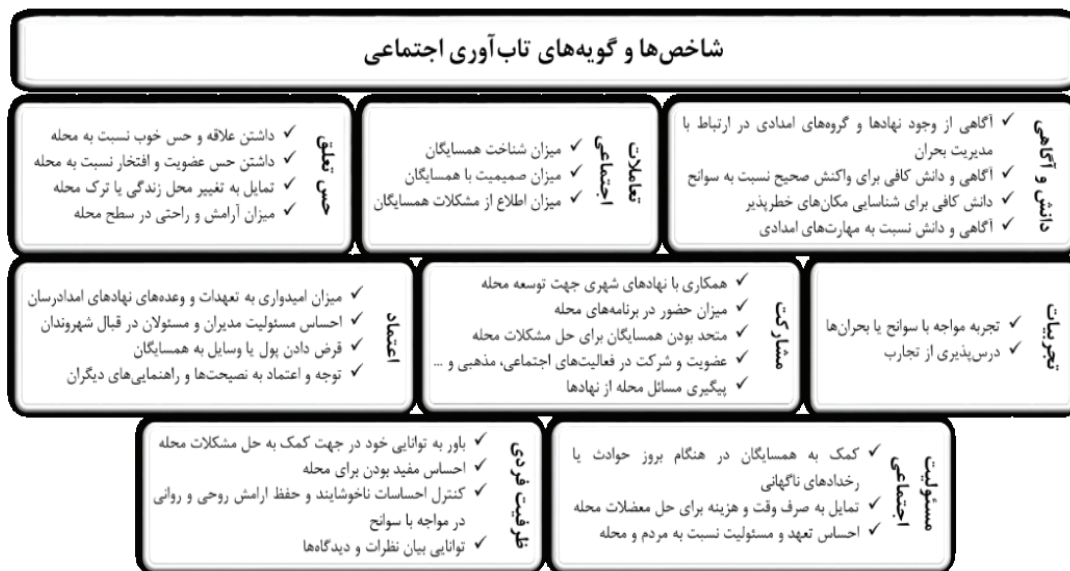 شاخص‌ها و گویه‌های تاب‌آوری اجتماعی
دانش و آگاهی
✓ آگاهی از وجود نهادها و گروه‌های امدادی در ارتباط با
مدیریت بحران
✓ آگاهی و دانش کافی برای واکنش صحیح نسبت به سوانح
✓ دانش کافی برای شناسایی مکان‌های خطرپذیر
✓ آگاهی و دانش نسبت به مهارت‌های امدادی
تعاملات
اجتماعی
✓ میزان شناخت همسایگان
✓ میزان صمیمیت با همسایگان
✓ میزان اطلاع از مشکلات همسایگان
حس تعلق
✓ داشتن علاقه و حس خوب نسبت به محله
✓ داشتن حس عضویت و افتخار نسبت به محله
✓ تمایل به تغییر محل زندگی یا ترک محله
✓ میزان آرامش و راحتی در سطح محله
تجربیات
✓ تجربه مواجه با سوانح یا بحران‌ها
✓ درس‌پذیری از تجارب
مشارکت
✓ همکاری با نهادهای شهری جهت توسعه محله
✓ میزان حضور در برنامه‌های محله
✓ متحد بودن همسایگان برای حل مشکلات محله
✓ عضویت و شرکت در فعالیت‌های اجتماعی، مذهبی و ...
✓ پیگیری مسائل محله از نهادها
اعتماد
✓ میزان امیدواری به تعهدات و وعده‌های نهادهای امدادرسان
✓ احساس مسئولیت مدیران و مسئولان در قبال شهروندان
✓ قرض دادن پول یا وسایل به همسایگان
✓ توجه و اعتماد به نصیحت‌ها و راهنمایی‌های دیگران
مسئولیت
اجتماعی
✓ کمک به همسایگان در هنگام بروز حوادث یا
رخدادهای ناگهانی
✓ تمایل به صرف وقت و هزینه برای حل معضلات محله
✓ احساس تعهد و مسئولیت نسبت به مردم و محله
ظرفیت فردی
✓ باور به توانایی خود در جهت کمک به حل مشکلات محله
✓ احساس مفید بودن برای محله
✓ کنترل احساسات ناخوشایند و حفظ ارامش روحی و روانی
در مواجه با سوانح
✓ توانایی بیان نظرات و دیدگاه‌ها